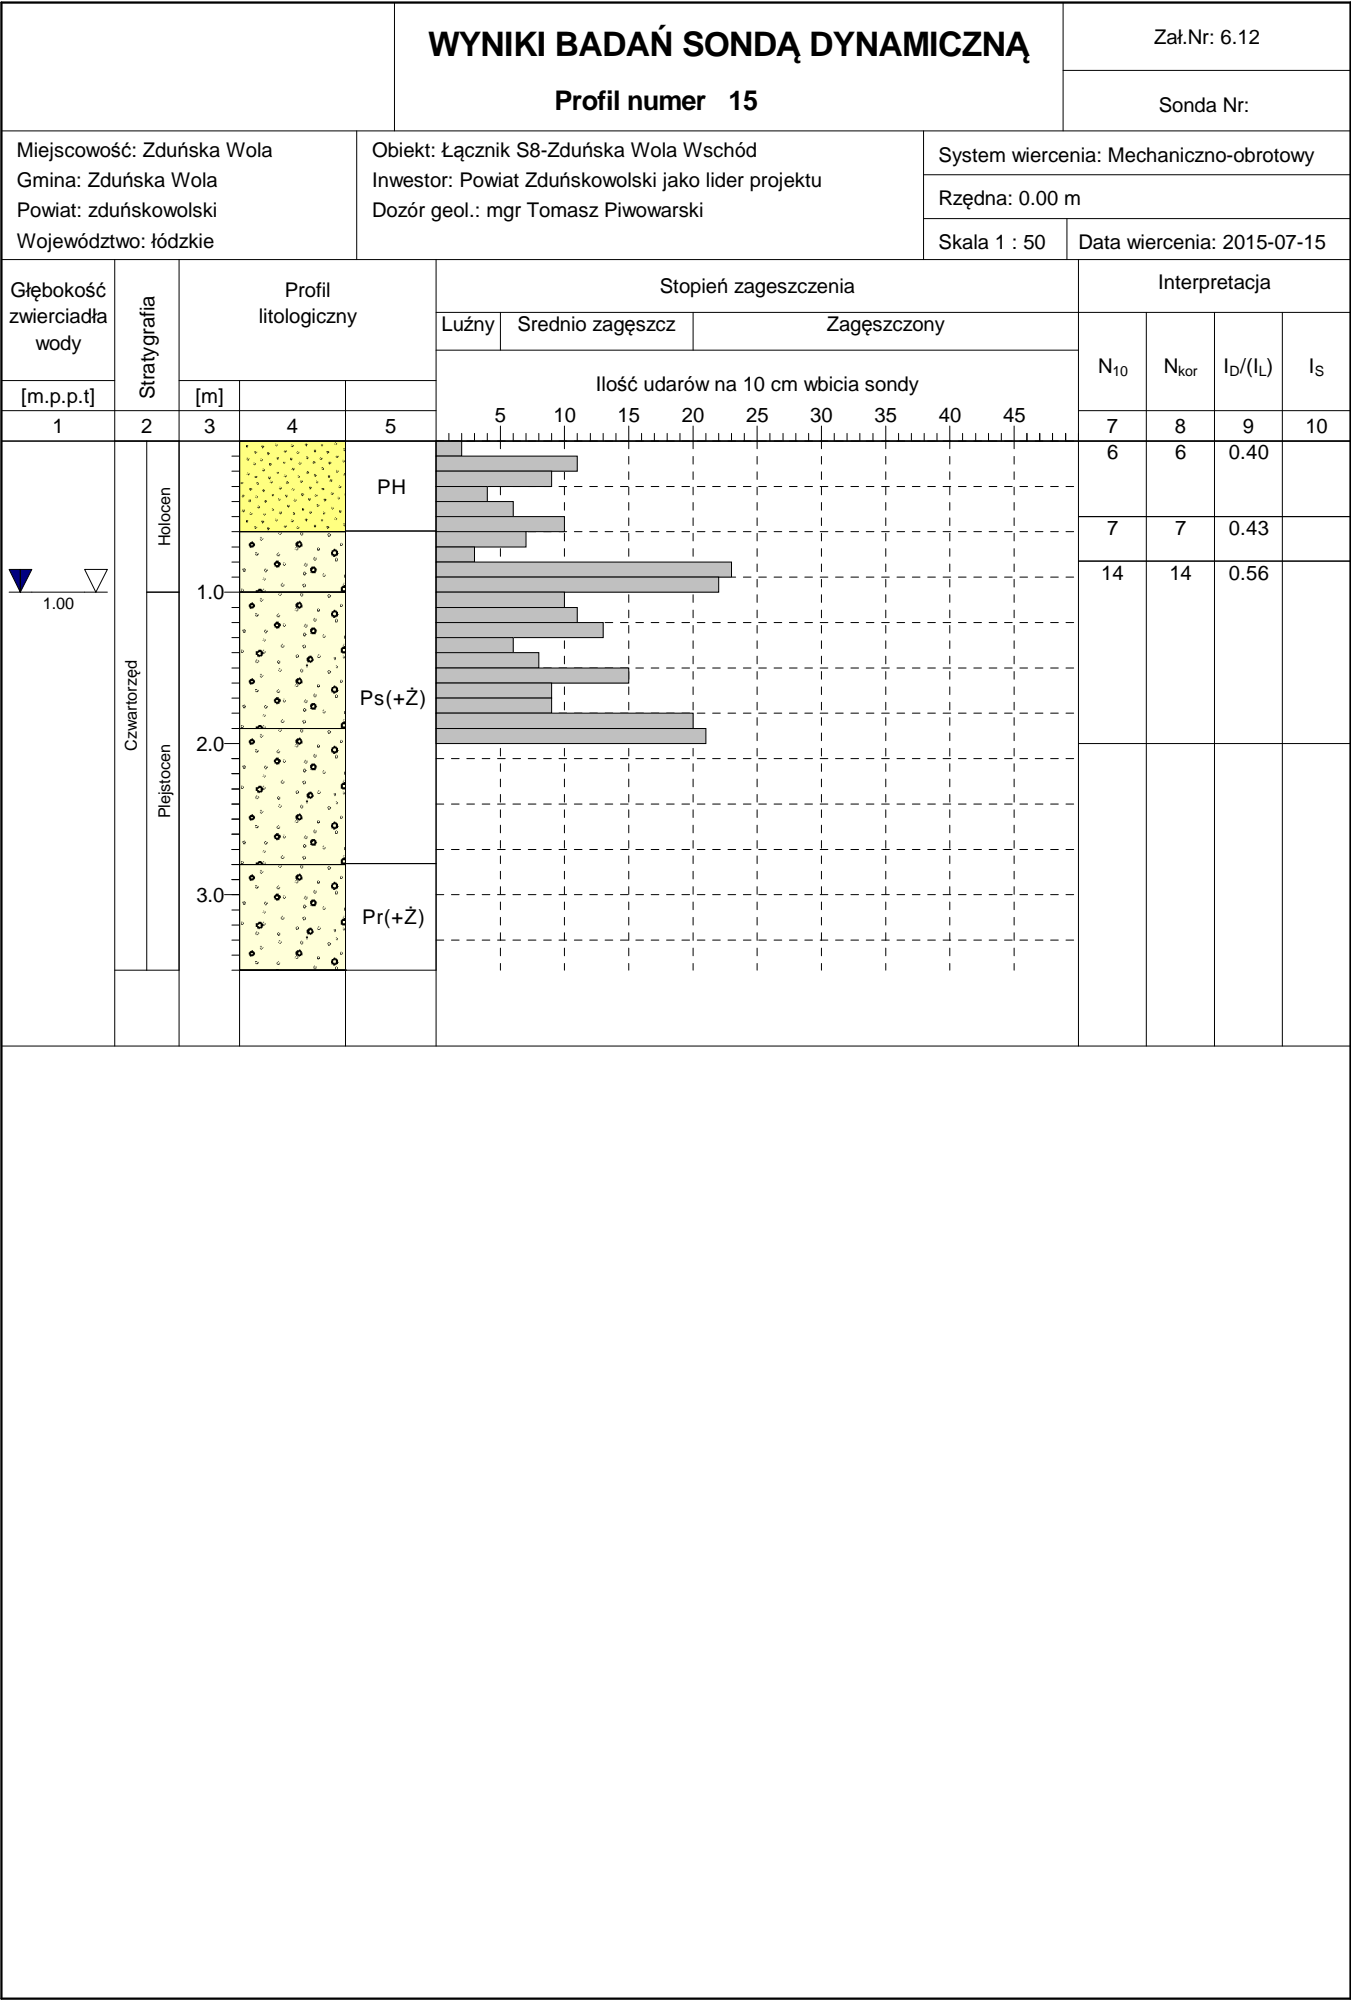 WYNIKI BADAŃ SONDĄ DYNAMICZNĄ
Profil numer 15
Zał.Nr: 6.12
Sonda Nr:
Miejscowość: Zduńska Wola
Gmina: Zduńska Wola
Powiat: zduńskowolski
Województwo: łódzkie
Obiekt: Łącznik S8-Zduńska Wola Wschód
Inwestor: Powiat Zduńskowolski jako lider projektu
Dozór geol.: mgr Tomasz Piwowarski
System wiercenia: Mechaniczno-obrotowy
Rzędna: 0.00 m
Skala 1 : 50
Data wiercenia: 2015-07-15
Głębokość
zwierciadła
wody
[m.p.p.t]
Stratygrafia
Profil
litologiczny
[m]
Stopień zageszczenia
Luźny
Srednio zagęszcz
Zagęszczony
Ilość udarów na 10 cm wbicia sondy
5 10 15 20 25 30 35 40 45
Interpretacja
N10 Nkor ID/(IL) IS
1 2 3 4 5 7 8 9 10
1.00
Czwartorzęd
Holocen
Plejstocen
1.0
2.0
3.0
PH
Ps(+Ż)
Pr(+Ż)
6 6 0.40
7 7 0.43
14 14 0.56